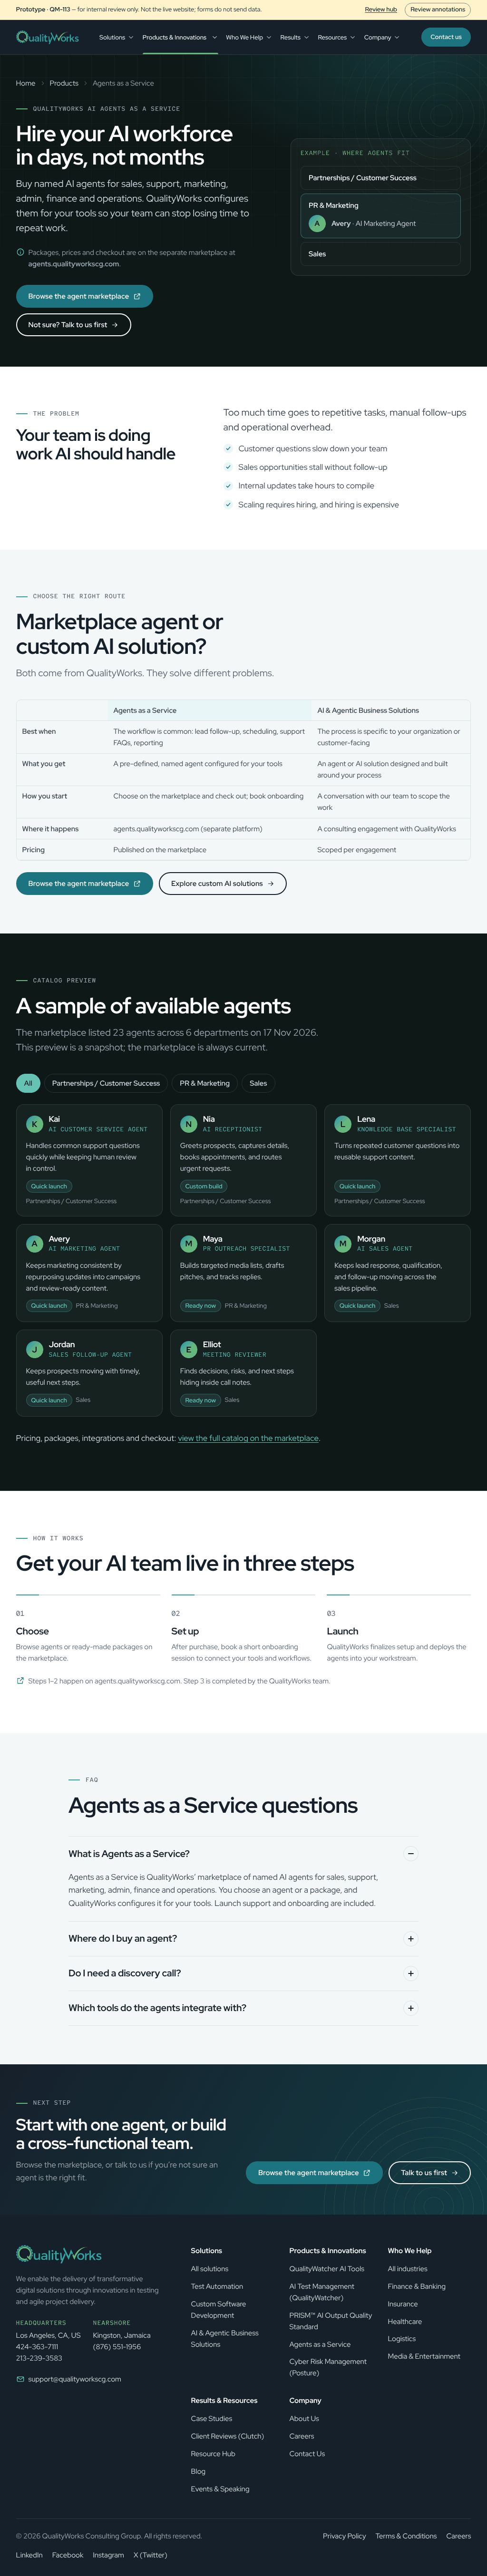 Prototype · QM-113 — for internal review only. Not the live website; forms do not send data.
Review hub
Review annotations
QualityWorks
Solutions
Products & Innovations
Who We Help
Results
Resources
Company
Contact us
Home > Products > Agents as a Service
QUALITYWORKS AI AGENTS AS A SERVICE
Hire your AI workforce
in days, not months
Buy named AI agents for sales, support, marketing,
admin, finance and operations. QualityWorks configures
them for your tools so your team can stop losing time to
repeat work.
Packages, prices and checkout are on the separate marketplace at
agents.qualityworkscg.com.
Browse the agent marketplace
Not sure? Talk to us first →
EXAMPLE · WHERE AGENTS FIT
Partnerships / Customer Success
PR & Marketing
A
Avery · AI Marketing Agent
Sales
THE PROBLEM
Your team is doing
work AI should handle
Too much time goes to repetitive tasks, manual follow-ups
and operational overhead.
Customer questions slow down your team
Sales opportunities stall without follow-up
Internal updates take hours to compile
Scaling requires hiring, and hiring is expensive
CHOOSE THE RIGHT ROUTE
Marketplace agent or
custom AI solution?
Both come from QualityWorks. They solve different problems.
Agents as a Service
AI & Agentic Business Solutions
Best when
The workflow is common: lead follow-up, scheduling, support
FAQs, reporting
The process is specific to your organization or
customer-facing
What you get
A pre-defined, named agent configured for your tools
An agent or AI solution designed and built
around your process
How you start
Choose on the marketplace and check out; book onboarding
A conversation with our team to scope the
work
Where it happens
agents.qualityworkscg.com (separate platform)
A consulting engagement with QualityWorks
Pricing
Published on the marketplace
Scoped per engagement
Browse the agent marketplace
Explore custom AI solutions →
CATALOG PREVIEW
A sample of available agents
The marketplace listed 23 agents across 6 departments on 17 Nov 2026.
This preview is a snapshot; the marketplace is always current.
All
Partnerships / Customer Success
PR & Marketing
Sales
K
Kai
AI CUSTOMER SERVICE AGENT
Handles common support questions
quickly while keeping human review
in control.
Quick launch
Partnerships / Customer Success
N
Nia
AI RECEPTIONIST
Greets prospects, captures details,
books appointments, and routes
urgent requests.
Custom build
Partnerships / Customer Success
L
Lena
KNOWLEDGE BASE SPECIALIST
Turns repeated customer questions into
reusable support content.
Quick launch
Partnerships / Customer Success
A
Avery
AI MARKETING AGENT
Keeps marketing consistent by
repurposing updates into campaigns
and review-ready content.
Quick launch PR & Marketing
M
Maya
PR OUTREACH SPECIALIST
Builds targeted media lists, drafts
pitches, and tracks replies.
Ready now PR & Marketing
M
Morgan
AI SALES AGENT
Keeps lead response, qualification,
and follow-up moving across the
sales pipeline.
Quick launch Sales
J
Jordan
SALES FOLLOW-UP AGENT
Keeps prospects moving with timely,
useful next steps.
Quick launch Sales
E
Elliot
MEETING REVIEWER
Finds decisions, risks, and next steps
hiding inside call notes.
Ready now Sales
Pricing, packages, integrations and checkout: view the full catalog on the marketplace.
HOW IT WORKS
Get your AI team live in three steps
01
Choose
Browse agents or ready-made packages on
the marketplace.
02
Set up
After purchase, book a short onboarding
session to connect your tools and workflows.
03
Launch
QualityWorks finalizes setup and deploys the
agents into your workstream.
Steps 1–2 happen on agents.qualityworkscg.com. Step 3 is completed by the QualityWorks team.
FAQ
Agents as a Service questions
What is Agents as a Service?
Agents as a Service is QualityWorks' marketplace of named AI agents for sales, support,
marketing, admin, finance and operations. You choose an agent or a package, and
QualityWorks configures it for your tools. Launch support and onboarding are included.
Where do I buy an agent?
Do I need a discovery call?
Which tools do the agents integrate with?
NEXT STEP
Start with one agent, or build
a cross-functional team.
Browse the marketplace, or talk to us if you're not sure an
agent is the right fit.
Browse the agent marketplace
Talk to us first →
QualityWorks
We enable the delivery of transformative
digital solutions through innovations in testing
and agile project delivery.
HEADQUARTERS
Los Angeles, CA, US
424-363-7111
213-239-3583
NEARSHORE
Kingston, Jamaica
(876) 551-1956
support@qualityworkscg.com
Solutions
All solutions
Test Automation
Custom Software
Development
AI & Agentic Business
Solutions
Products & Innovations
QualityWatcher AI Tools
AI Test Management
(QualityWatcher)
PRISM™ AI Output Quality
Standard
Agents as a Service
Cyber Risk Management
(Posture)
Who We Help
All industries
Finance & Banking
Insurance
Healthcare
Logistics
Media & Entertainment
Results & Resources
Case Studies
Client Reviews (Clutch)
Resource Hub
Blog
Events & Speaking
Company
About Us
Careers
Contact Us
© 2026 QualityWorks Consulting Group. All rights reserved.
Privacy Policy
Terms & Conditions
Careers
LinkedIn
Facebook
Instagram
X (Twitter)